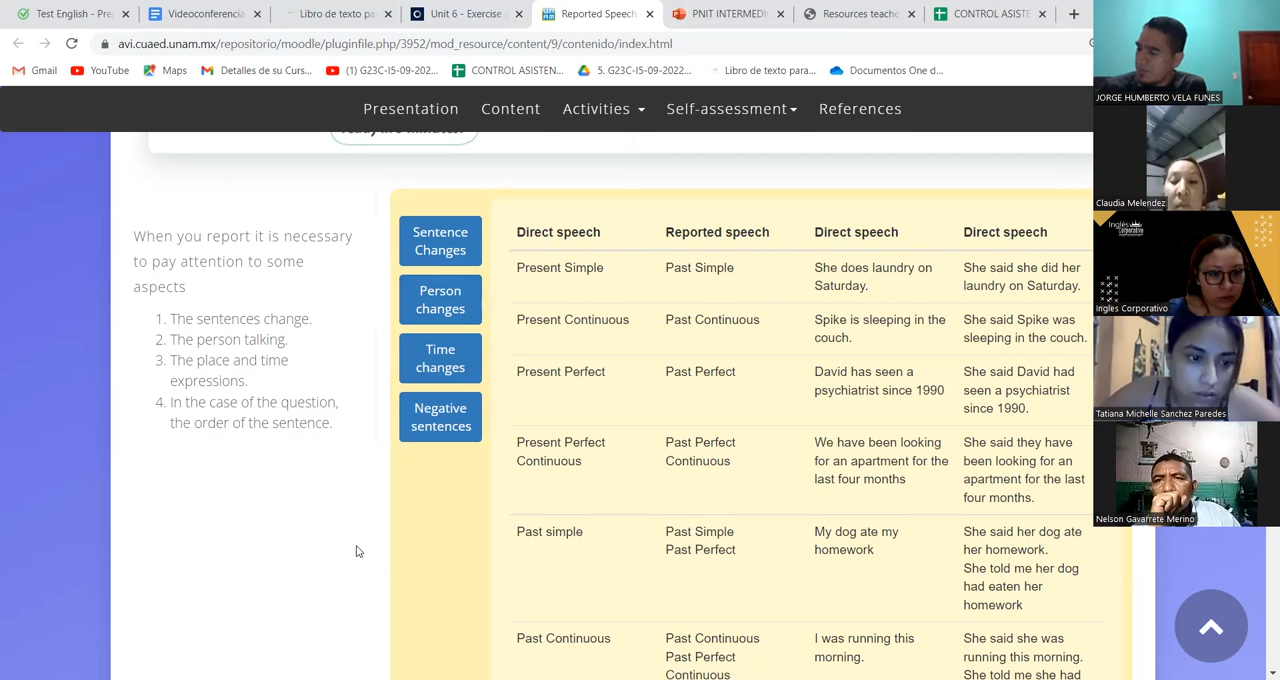 Test English - Pre
Videoconferencia
Libro de texto pa
Unit 6 - Exercise
Reported Speech
PNIT INTERMEDI
Resources teache
CONTROL ASISTE
avi.cuaed.unam.mx/repositorio/moodle/pluginfile.php/3952/mod_resource/content/9/contenido/index.html
Gmail
YouTube
Maps
Detalles de su Curs...
(1) G23C-I5-09-202...
CONTROL ASISTEN...
5. G23C-I5-09-2022...
Libro de texto para...
Documentos One d...
Presentation
Content
Activities
Self-assessment
References
When you report it is necessary
to pay attention to some
aspects
1. The sentences change.
2. The person talking.
3. The place and time
expressions.
4. In the case of the question,
the order of the sentence.
Sentence
Changes
Person
changes
Time
changes
Negative
sentences
Direct speech Reported speech Direct speech Direct speech
Present Simple
Past Simple
She does laundry on
Saturday.
She said she did her
laundry on Saturday.
Present Continuous
Past Continuous
Spike is sleeping in the
couch.
She said Spike was
sleeping in the couch.
Present Perfect
Past Perfect
David has seen a
psychiatrist since 1990
She said David had
seen a psychiatrist
since 1990.
Present Perfect
Continuous
Past Perfect
Continuous
We have been looking
for an apartment for the
last four months
She said they have
been looking for an
apartment for the last
four months.
Past simple
Past Simple
Past Perfect
My dog ate my
homework
She said her dog ate
her homework.
She told me her dog
had eaten her
homework
Past Continuous
Past Continuous
Past Perfect
Continuous
I was running this
morning.
She said she was
running this morning.
She told me she had
JORGE HUMBERTO VELA FUNES
Claudia Melendez
Inglés
Corporativo
Ingles Corporativo
Tatiana Michelle Sanchez Paredes
Nelson Gavarrete Merino